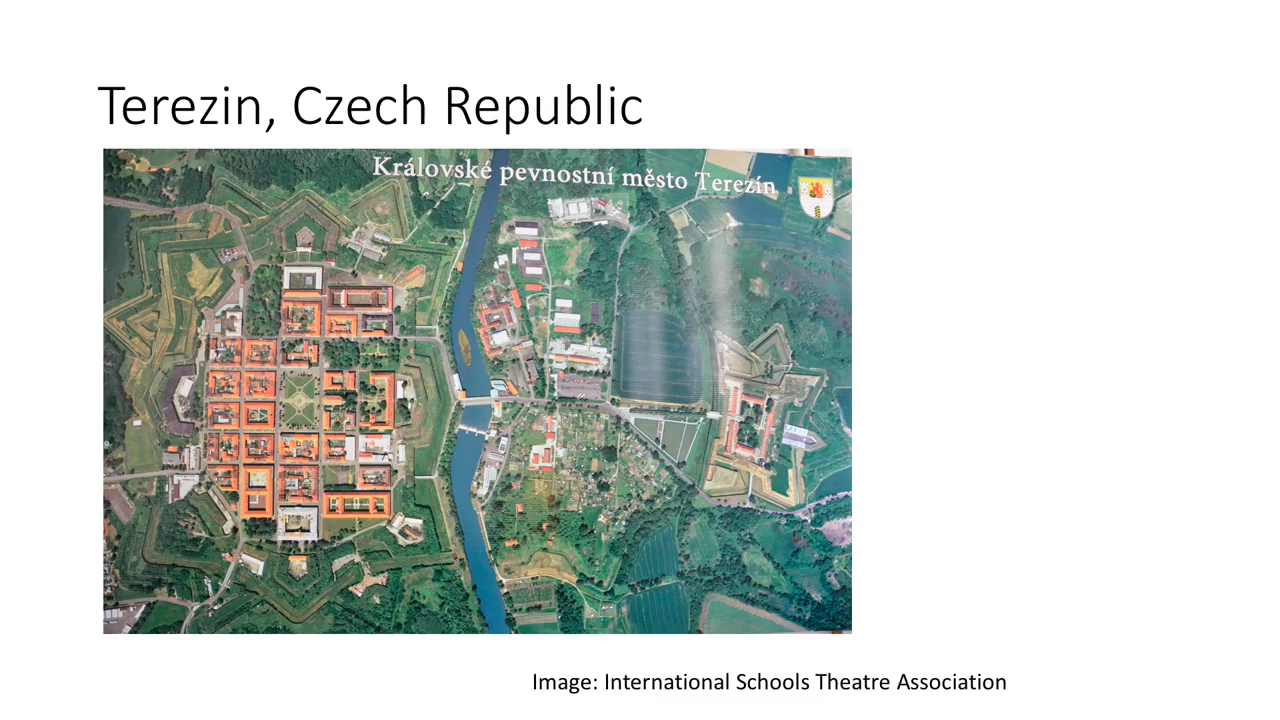 Terezin, Czech Republic
Královské pevnostní město Terezín
Image: International Schools Theatre Association